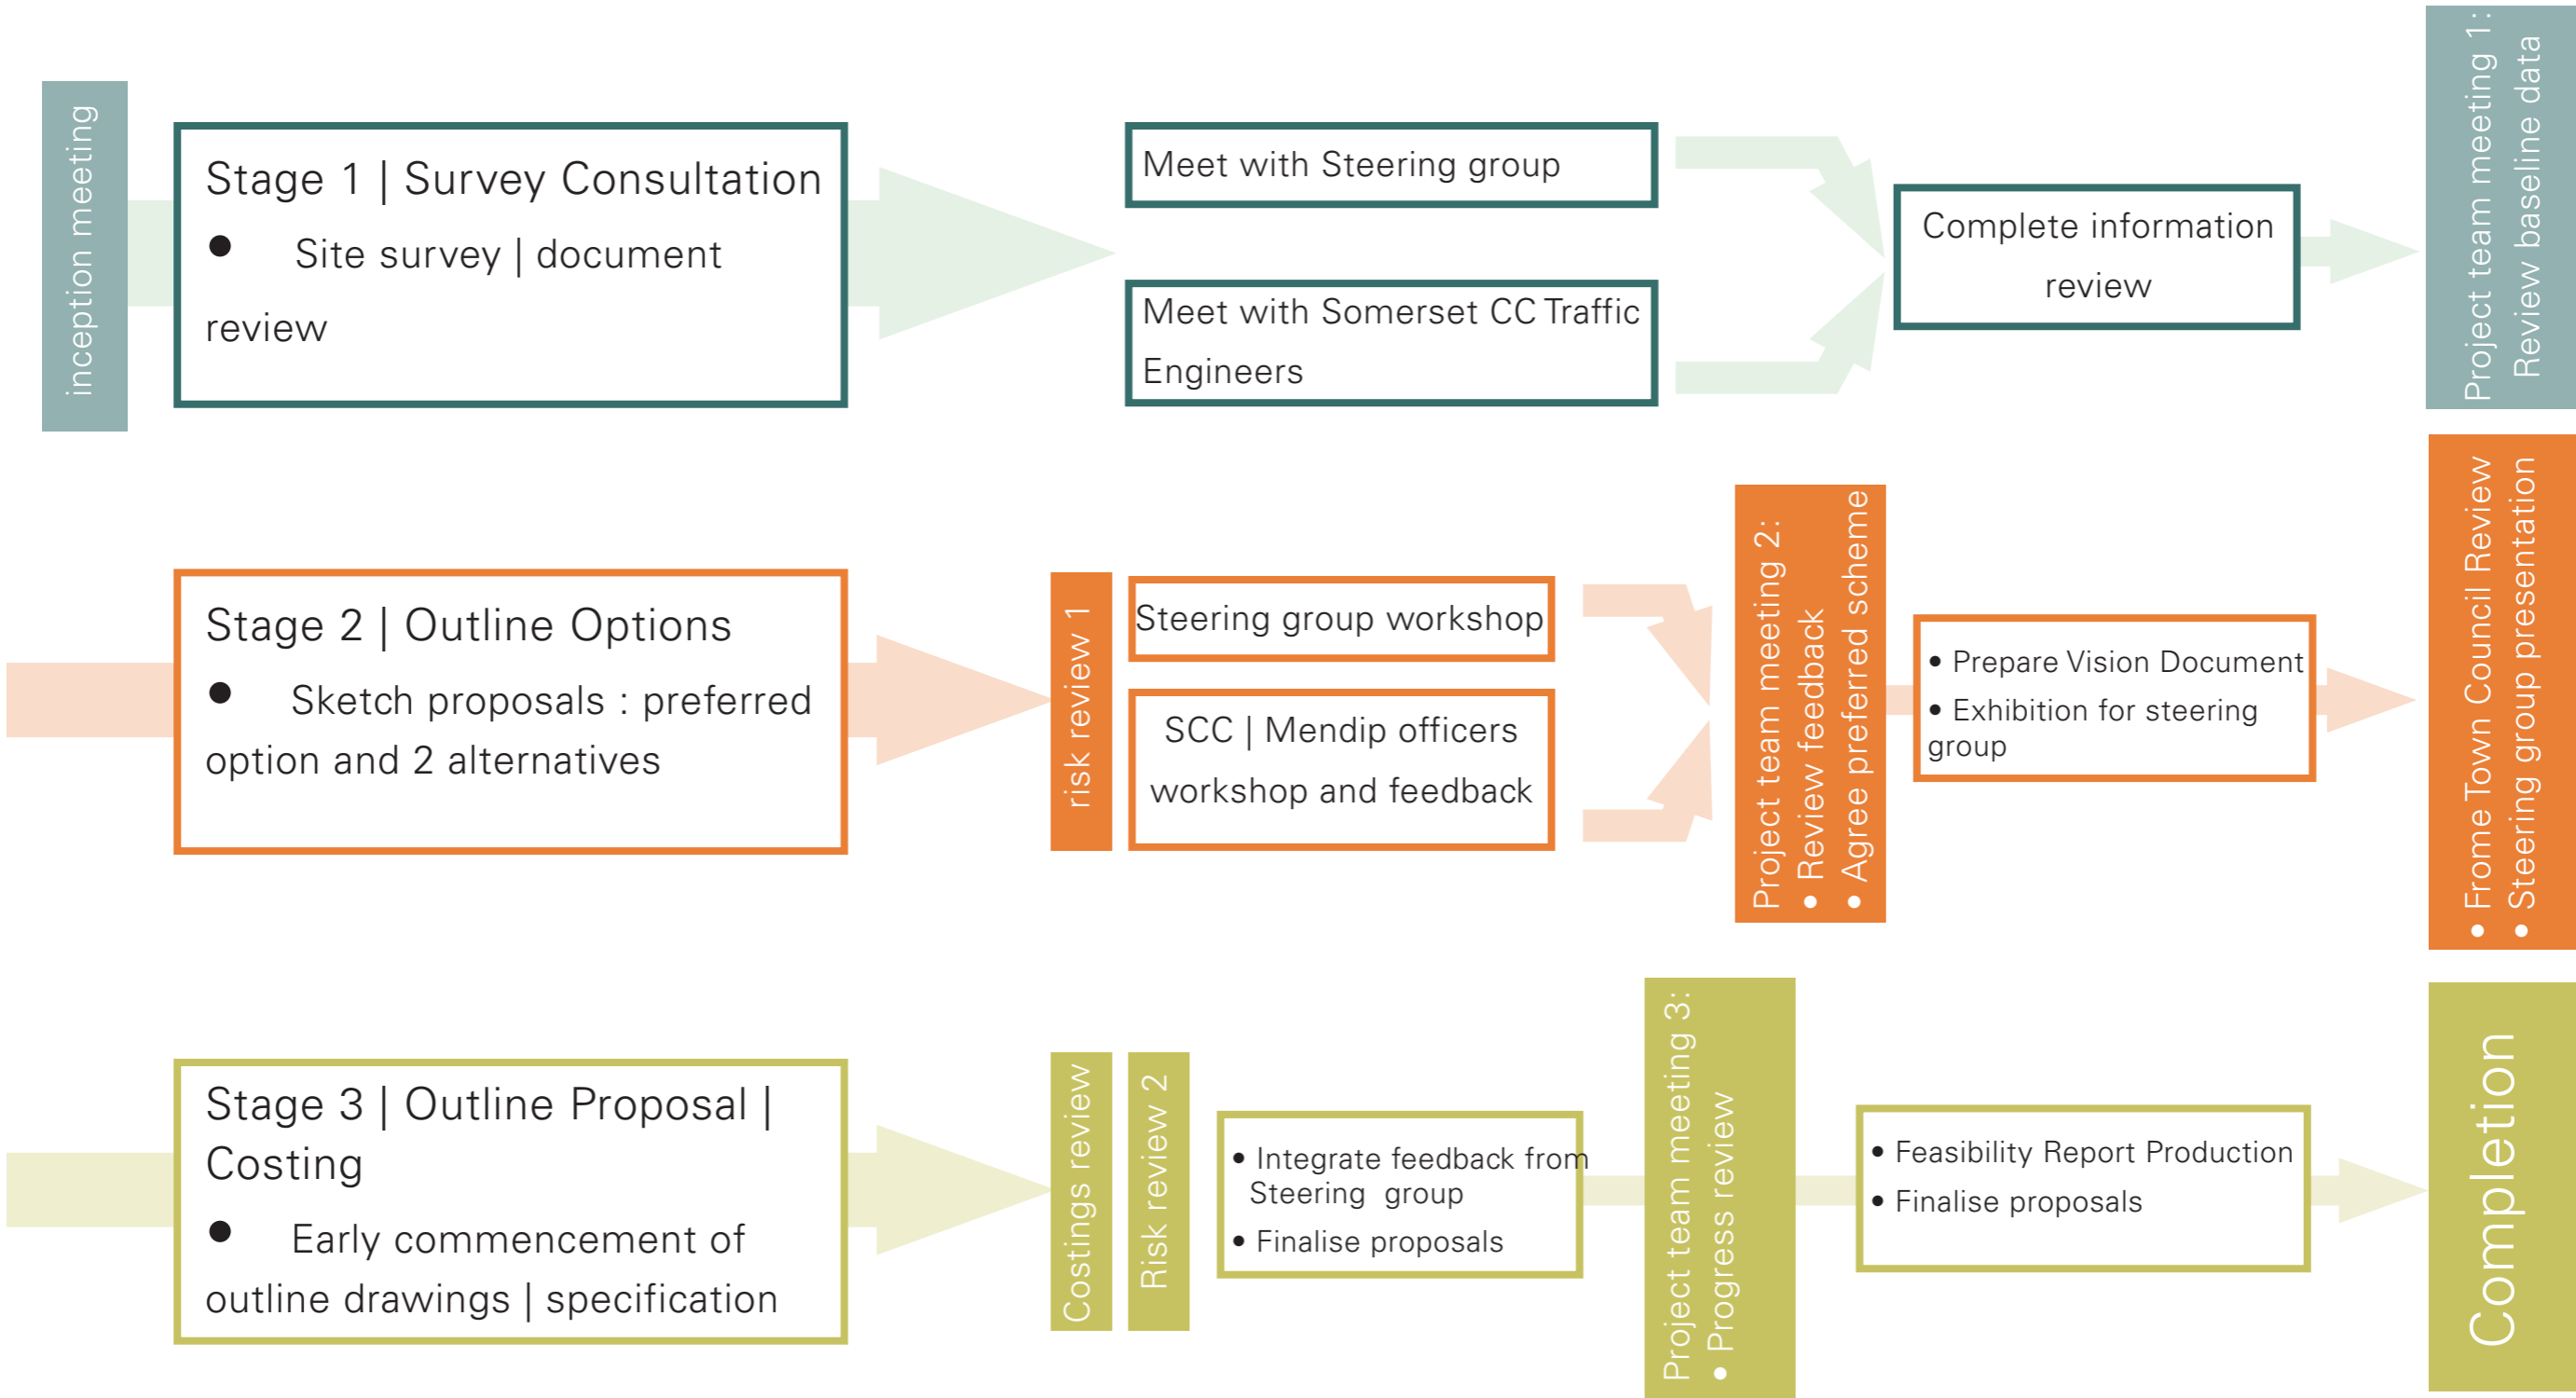 inception meeting
Stage 1 | Survey Consultation
• Site survey | document
review
Meet with Steering group
Meet with Somerset CC Traffic
Engineers
Complete information
review
Project team meeting 1:
Review baseline data
Stage 2 | Outline Options
• Sketch proposals : preferred
option and 2 alternatives
risk review 1
Steering group workshop
SCC | Mendip officers
workshop and feedback
Project team meeting 2:
• Review feedback
• Agree preferred scheme
• Prepare Vision Document
• Exhibition for steering
group
• Frome Town Council Review
• Steering group presentation
Stage 3 | Outline Proposal |
Costing
• Early commencement of
outline drawings | specification
Costings review
Risk review 2
• Integrate feedback from
Steering group
• Finalise proposals
Project team meeting 3:
• Progress review
• Feasibility Report Production
• Finalise proposals
Completion